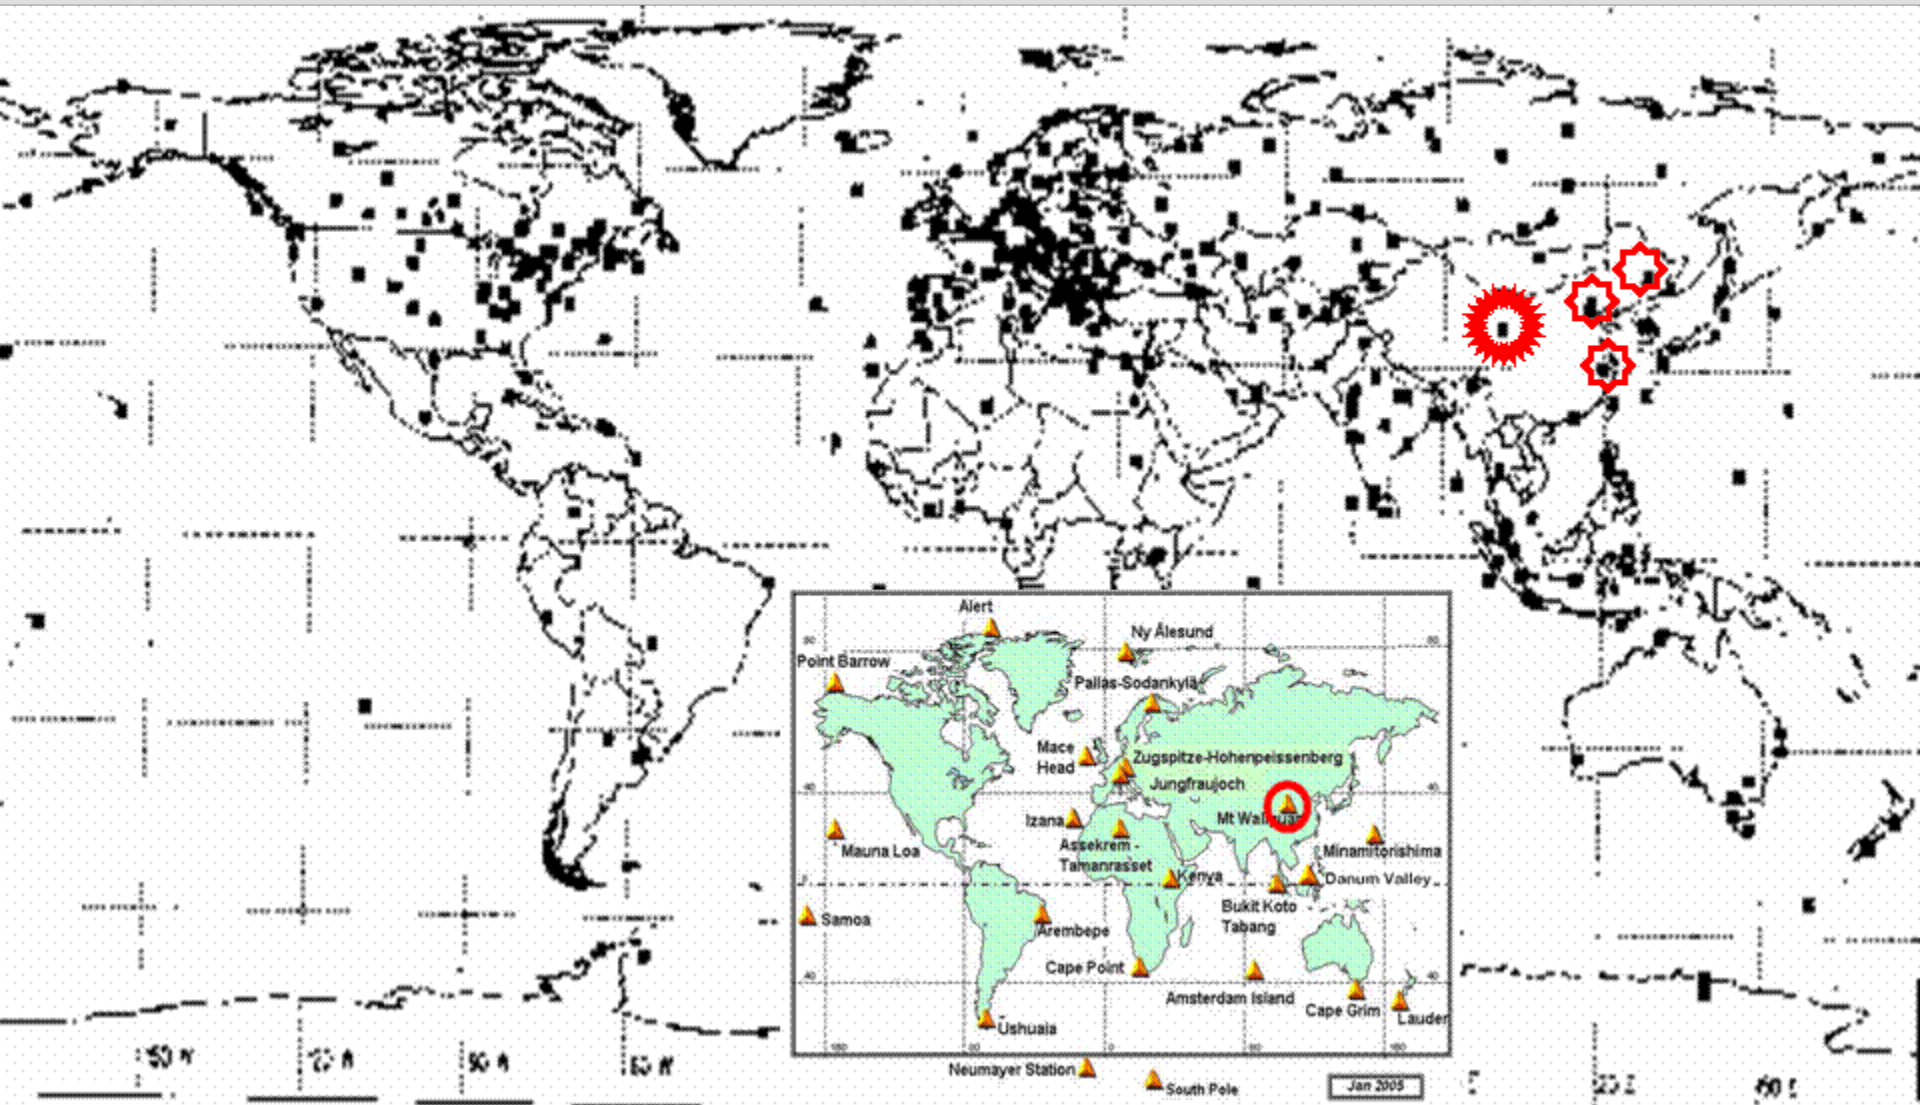 Alert
Ny Ålesund
Point Barrow
Pallas-Sodankylä
Mace
Head
Zugspitze-Hohenpeissenberg
Jungfraujoch
Izana
Mt Waliguan
Mauna Loa
Assekrem -
Tamanrasset
Minamitorishima
Kenya
Danum Valley
Bukit Koto
Tabang
Samoa
Arembepe
Cape Point
Amsterdam Island
Cape Grim
Lauder
Ushuaia
Neumayer Station
South Pole
Jan 2005